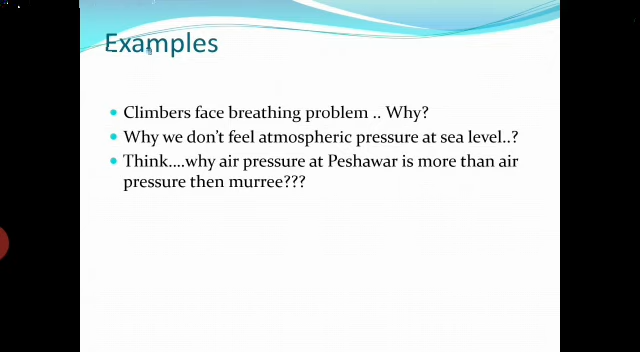 Examples
Climbers face breathing problem .. Why?
Why we don't feel atmospheric pressure at sea level..?
Think....why air pressure at Peshawar is more than air
pressure then murree???